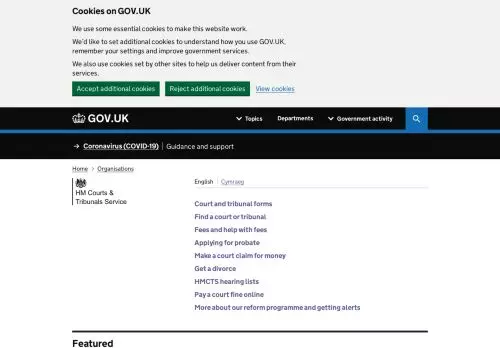 Cookies on GOV.UK
We use some essential cookies to make this website work.
We'd like to set additional cookies to understand how you use GOV.UK,
remember your settings and improve government services.
We also use cookies set by other sites to help us deliver content from their
services.
Accept additional cookies Reject additional cookies View cookies
GOV.UK Topics Departments Government activity
→ Coronavirus (COVID-19) | Guidance and support
Home > Organisations
HM Courts &
Tribunals Service
English Cymraeg
Court and tribunal forms
Find a court or tribunal
Fees and help with fees
Applying for probate
Make a court claim for money
Get a divorce
HMCTS hearing lists
Pay a court fine online
More about our reform programme and getting alerts
Featured